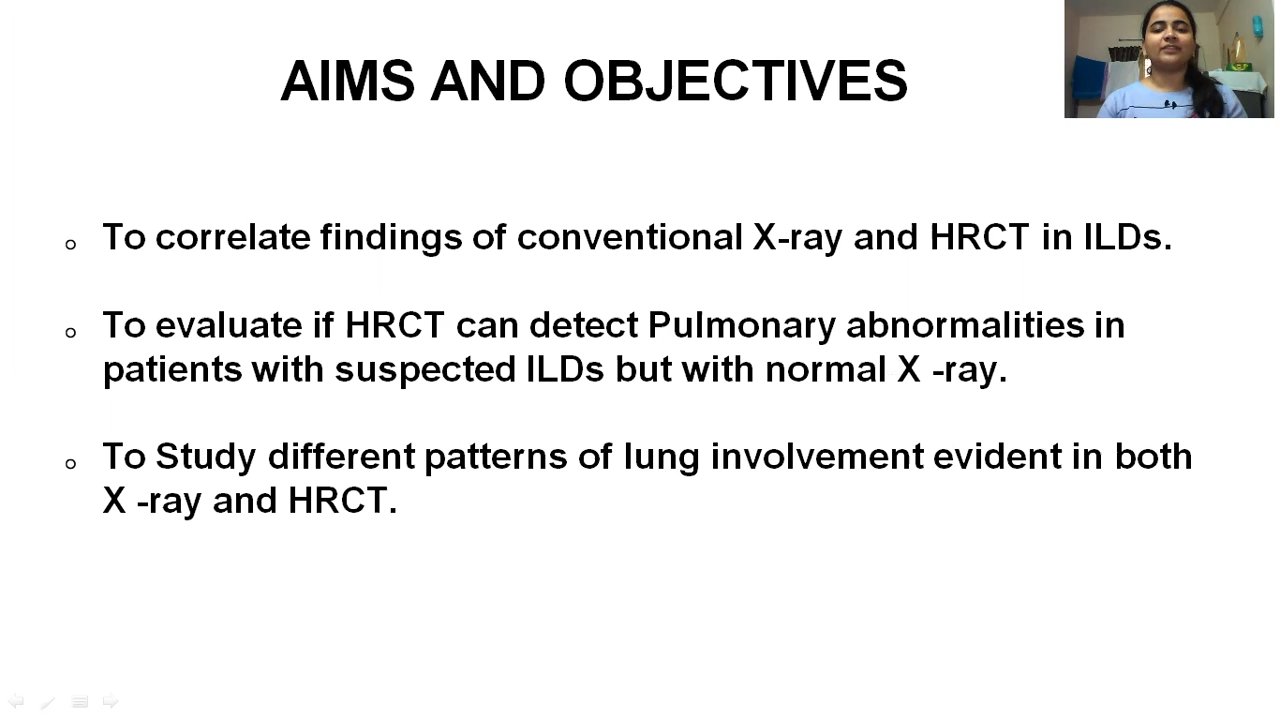 AIMS AND OBJECTIVES
To correlate findings of conventional X-ray and HRCT in ILDs.
To evaluate if HRCT can detect Pulmonary abnormalities in
patients with suspected ILDs but with normal X -ray.
To Study different patterns of lung involvement evident in both
X -ray and HRCT.